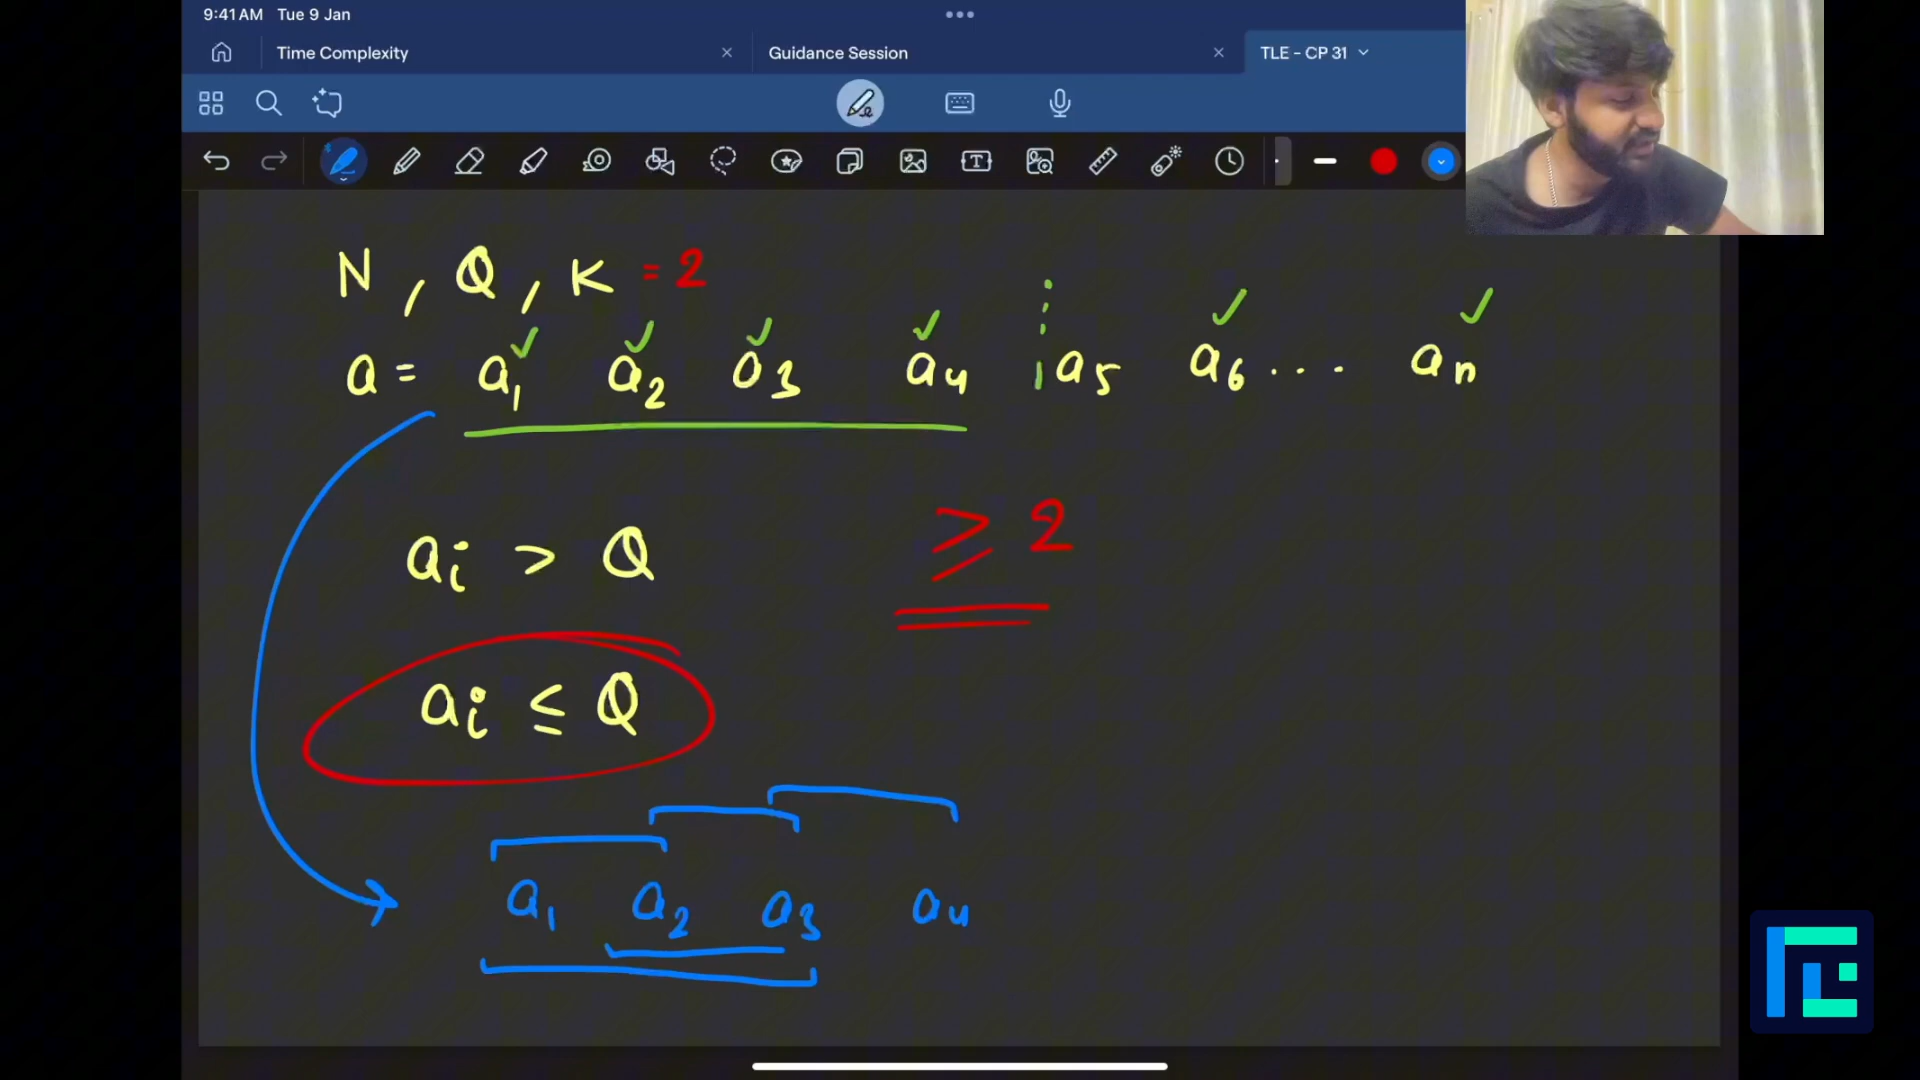 9:41 AM Tue 9 Jan
Time Complexity
Guidance Session
TLE - CP 31
N, Q, K = 2
a = a₁ a₂ a₃ a₄ a₅ a₆ ... aₙ
aᵢ > Q
≥ 2
aᵢ ≤ Q
a₁ a₂ a₃ a₄